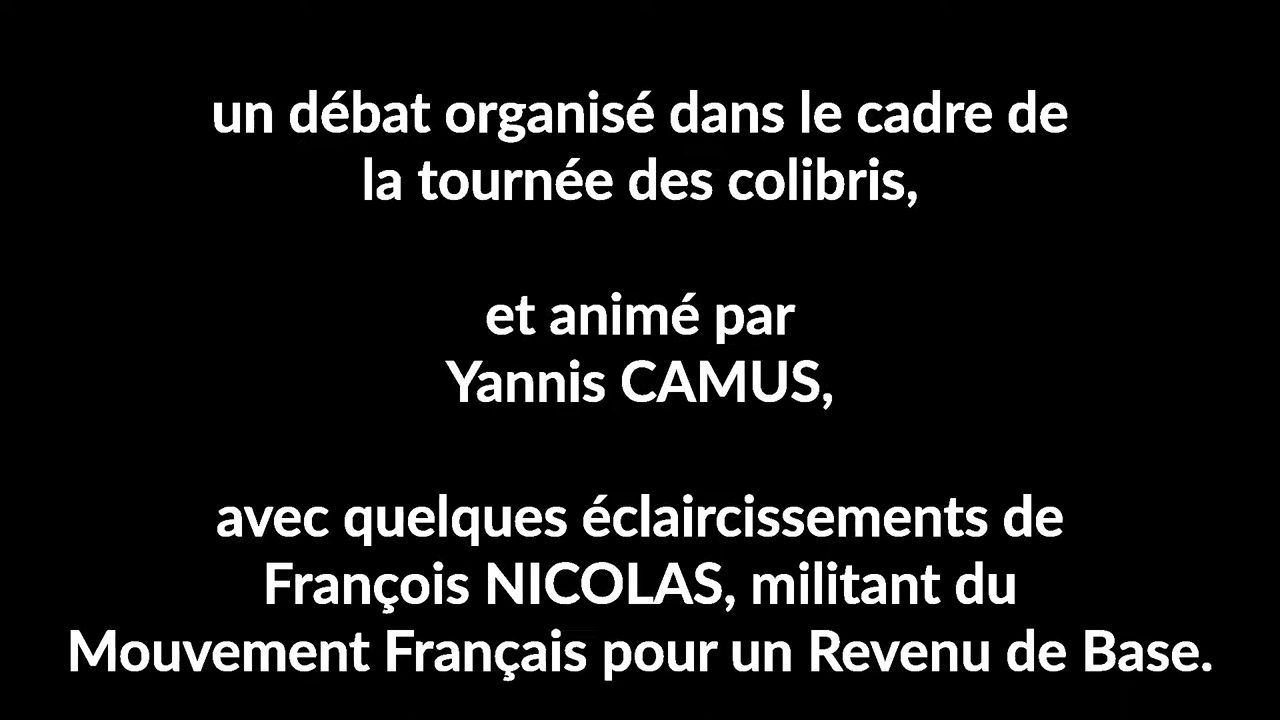 un débat organisé dans le cadre de
la tournée des colibris,
et animé par
Yannis CAMUS,
avec quelques éclaircissements de
François NICOLAS, militant du
Mouvement Français pour un Revenu de Base.